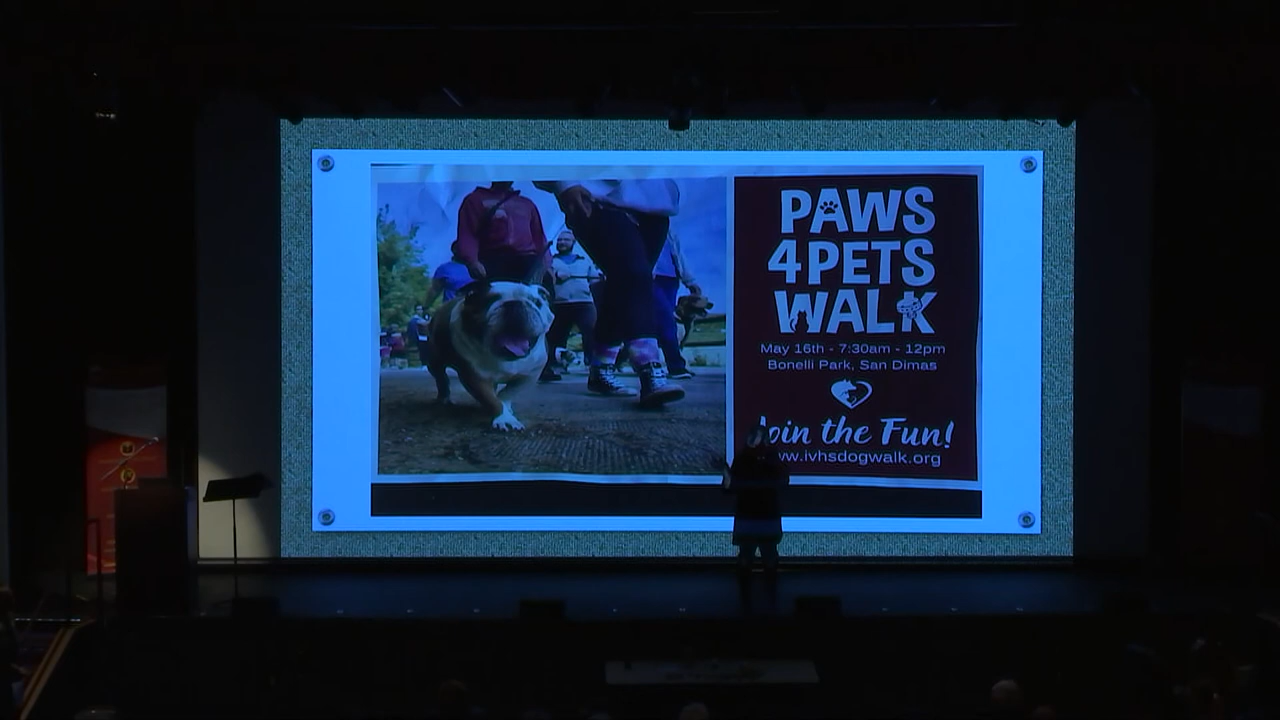 PAWS
4PETS
WALK
May 16th - 7:30am - 12pm
Bonelli Park, San Dimas
Join the Fun!
www.ivhsdogwalk.org